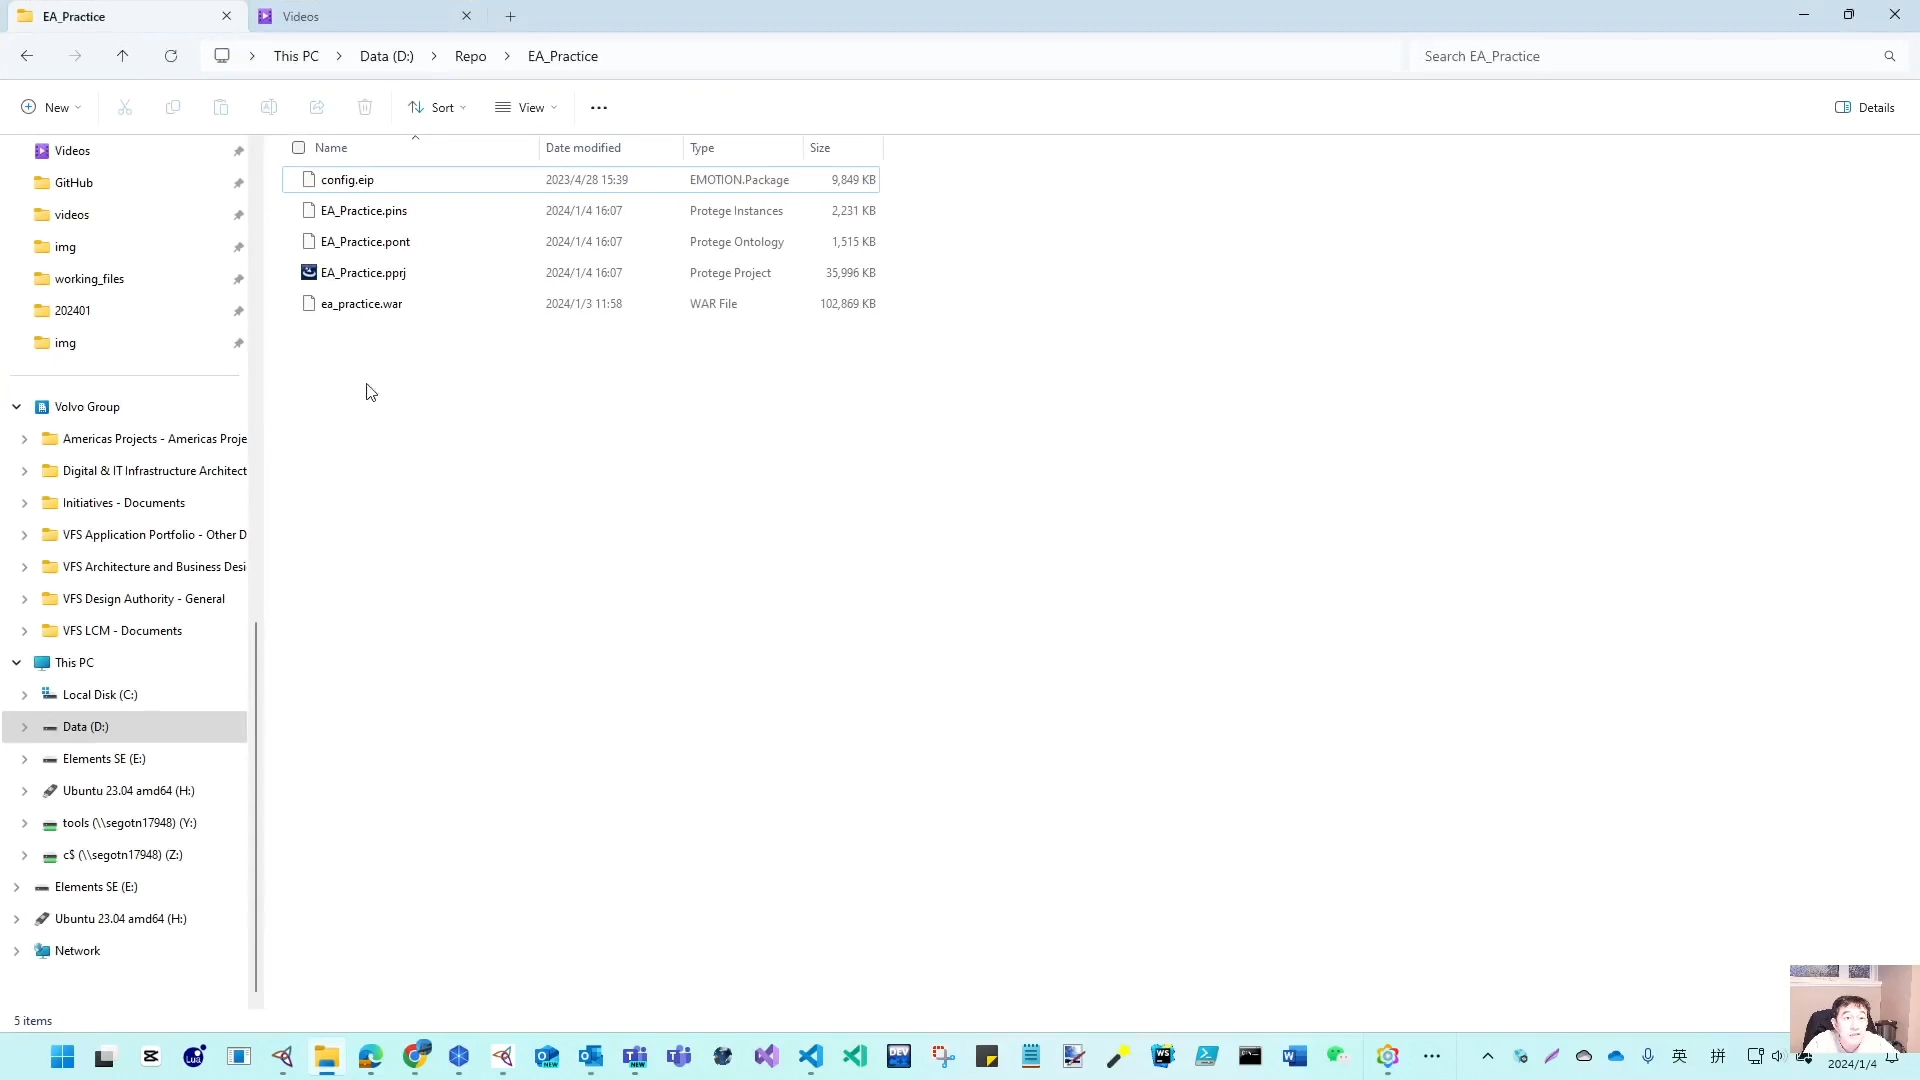 EA_Practice
Videos
This PC
Data (D:)
Repo
EA_Practice
Search EA_Practice
New
Sort
View
Details
Videos
GitHub
videos
img
working_files
202401
img
Volvo Group
Americas Projects - Americas Proje
Digital & IT Infrastructure Architect
Initiatives - Documents
VFS Application Portfolio - Other D
VFS Architecture and Business Desi
VFS Design Authority - General
VFS LCM - Documents
This PC
Local Disk (C:)
Data (D:)
Elements SE (E:)
Ubuntu 23.04 amd64 (H:)
tools (\\segotn17948) (Y:)
c$ (\\segotn17948) (Z:)
Elements SE (E:)
Ubuntu 23.04 amd64 (H:)
Network
Name Date modified Type Size
config.eip 2023/4/28 15:39 EMOTION.Package 9,849 KB
EA_Practice.pins 2024/1/4 16:07 Protege Instances 2,231 KB
EA_Practice.pont 2024/1/4 16:07 Protege Ontology 1,515 KB
EA_Practice.pprj 2024/1/4 16:07 Protege Project 35,996 KB
ea_practice.war 2024/1/3 11:58 WAR File 102,869 KB
5 items
Lua
NEW
NEW
DEV
WS
英
拼
2024/1/4